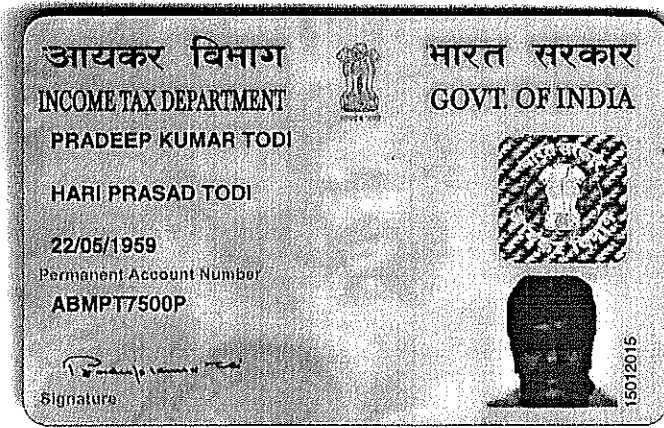 आयकर विभाग
भारत सरकार
INCOME TAX DEPARTMENT
GOVT. OF INDIA
PRADEEP KUMAR TODI
HARI PRASAD TODI
22/05/1959
Permanent Account Number
ABMPT7500P
Signature
15012015